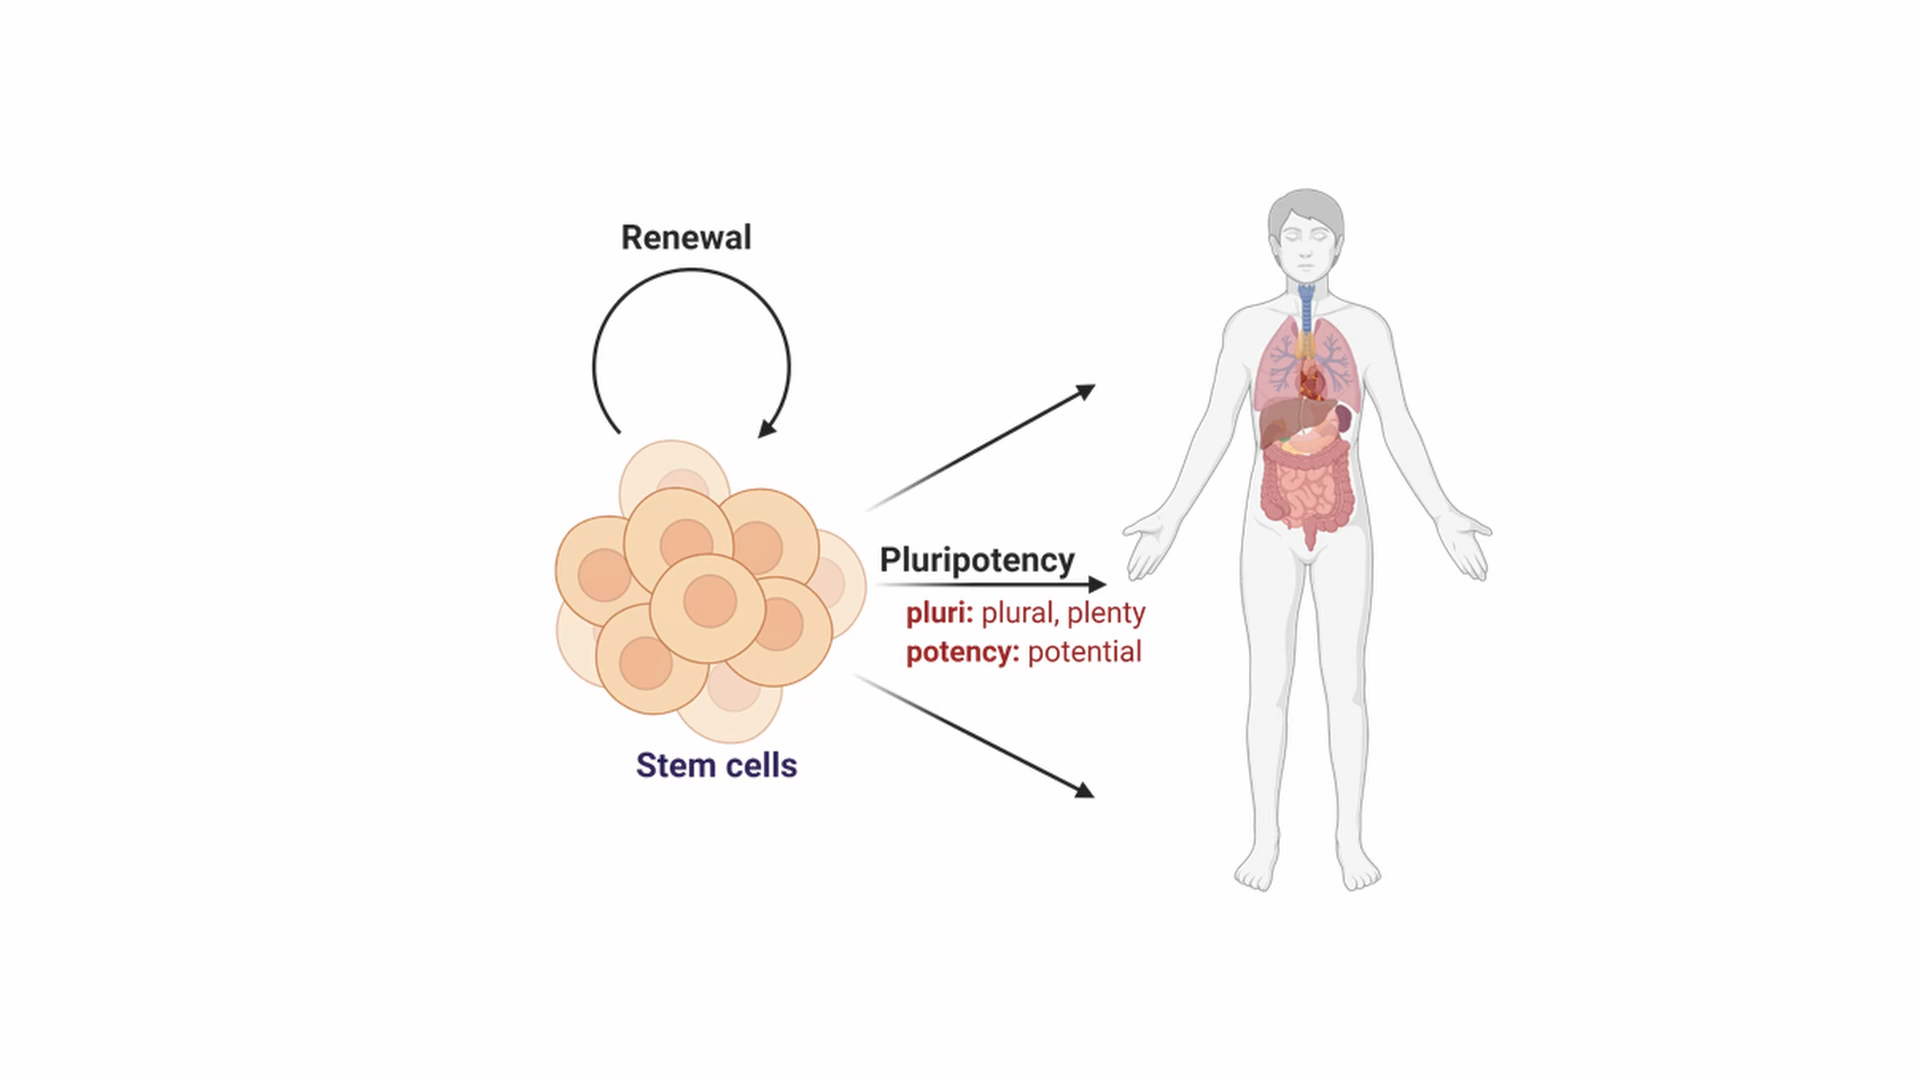 Renewal
Pluripotency
pluri: plural, plenty
potency: potential
Stem cells